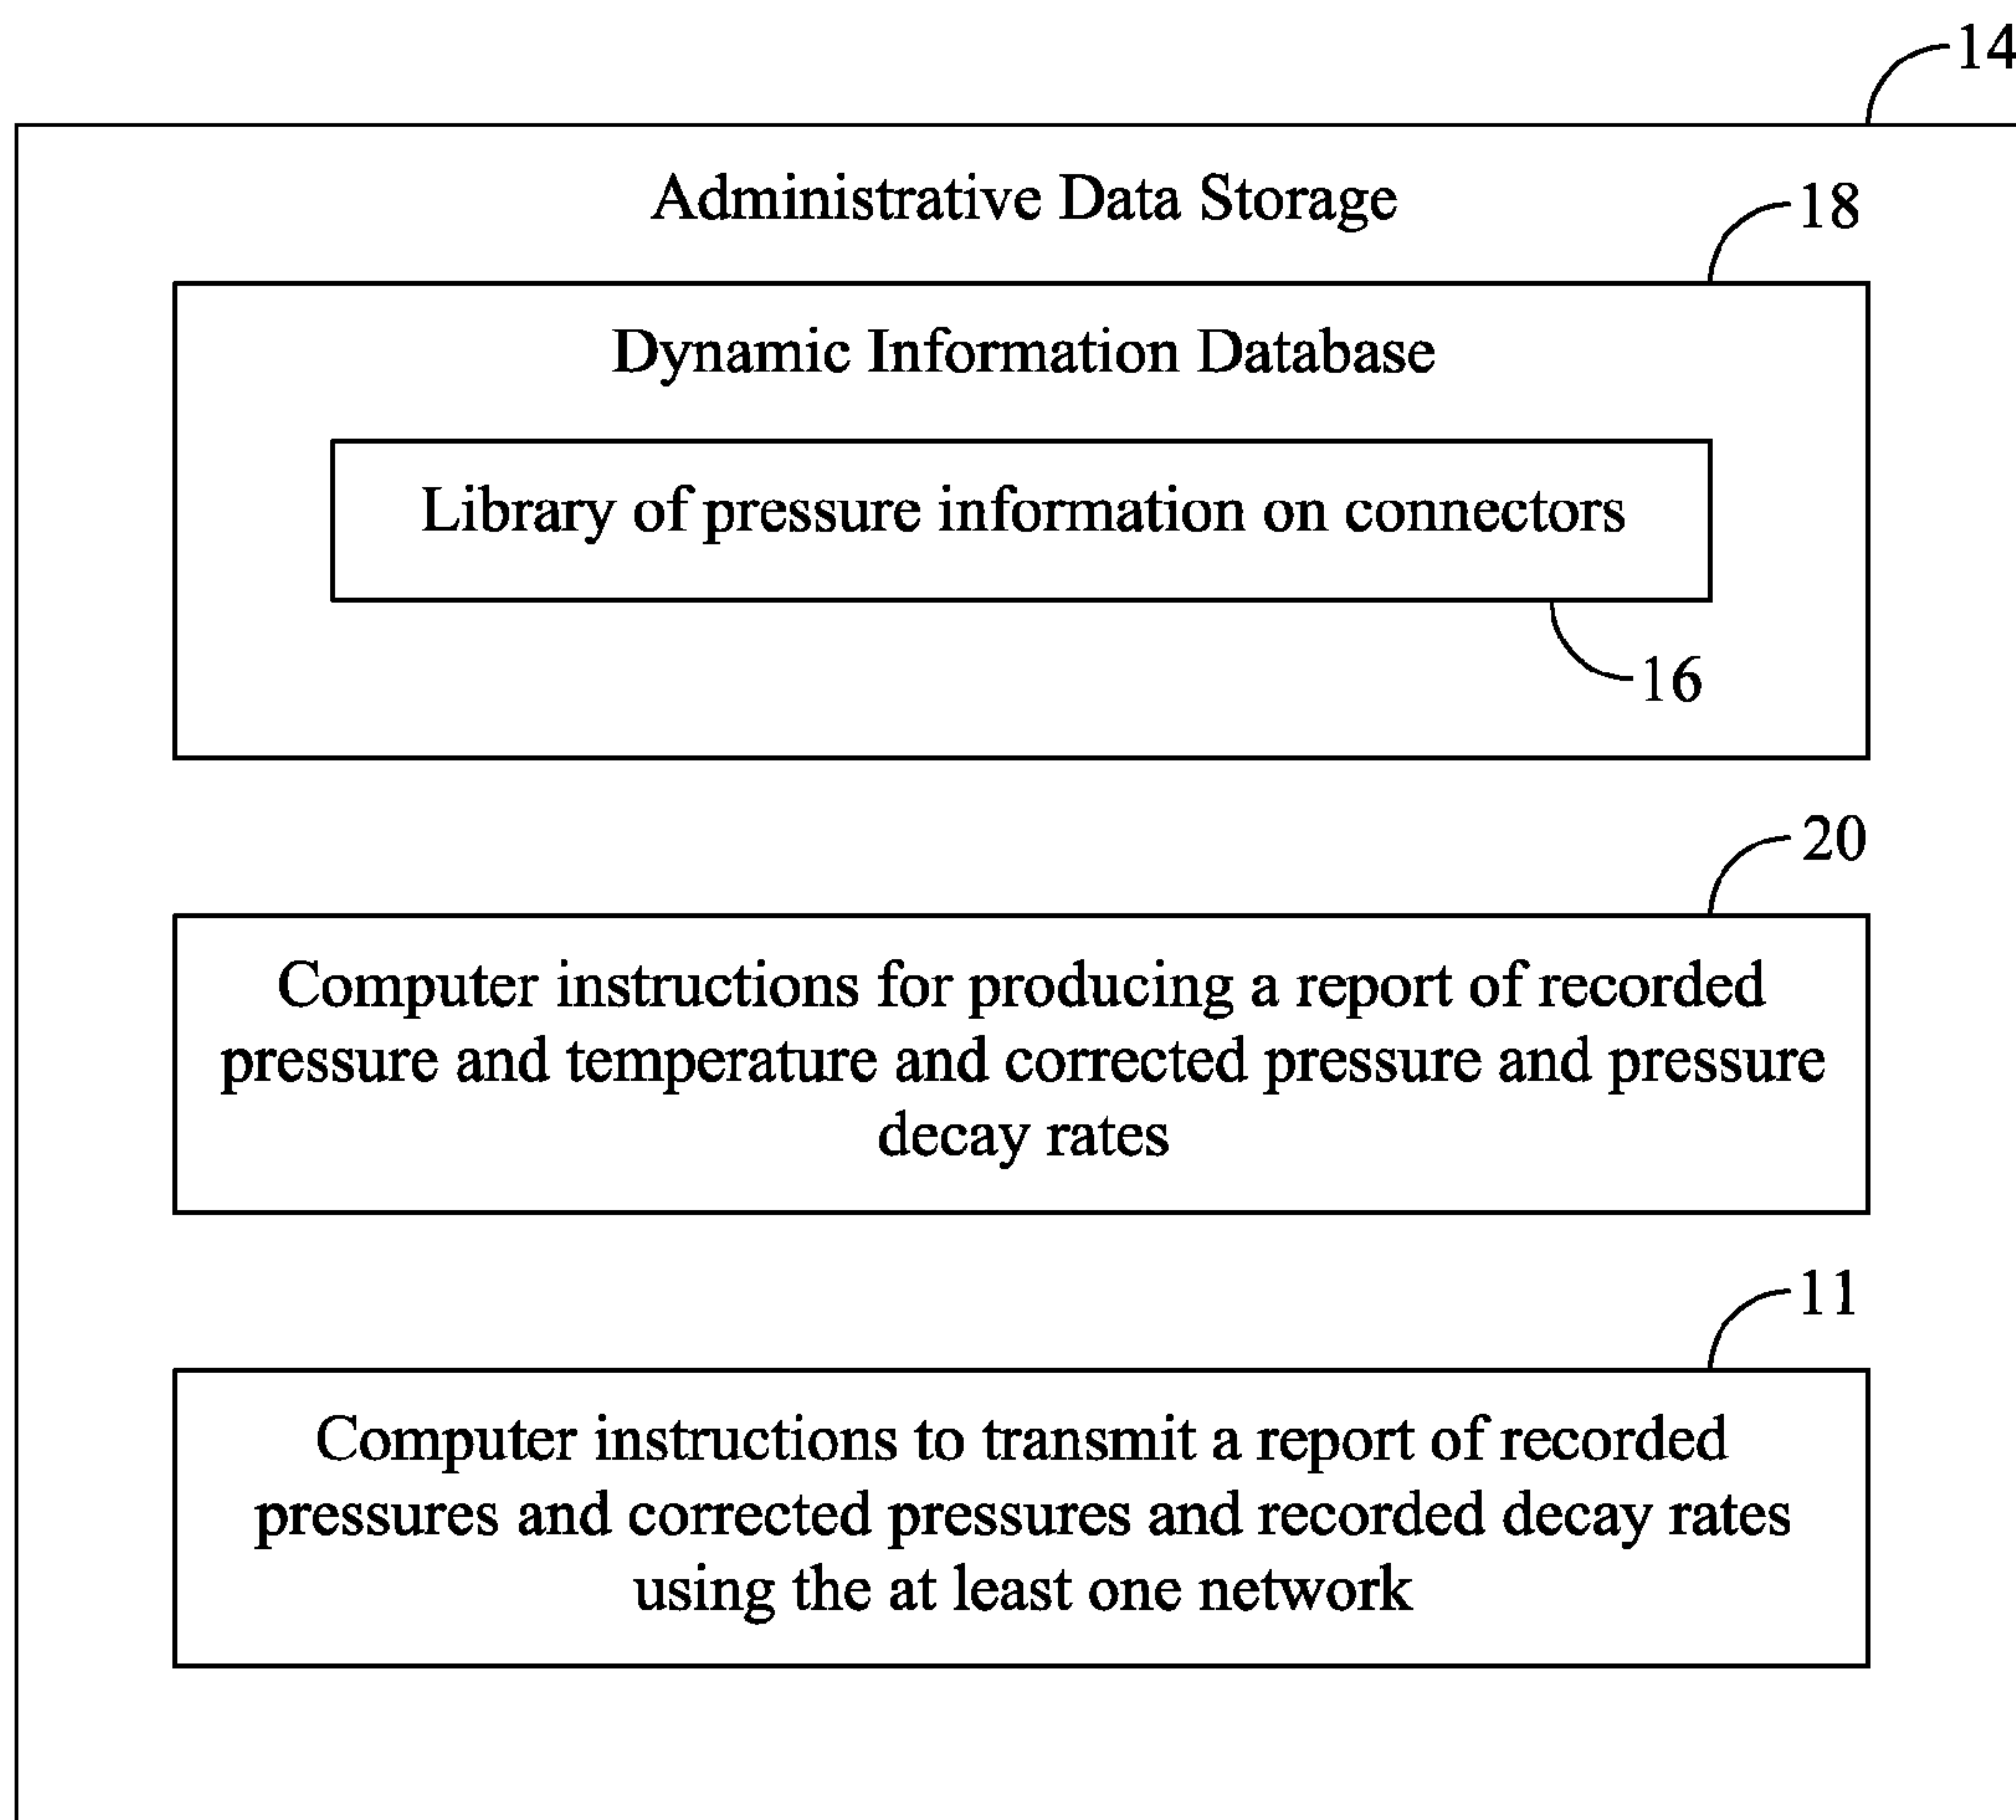 14
Administrative Data Storage
18
Dynamic Information Database
Library of pressure information on connectors
16
20
Computer instructions for producing a report of recorded
pressure and temperature and corrected pressure and pressure
decay rates
11
Computer instructions to transmit a report of recorded
pressures and corrected pressures and recorded decay rates
using the at least one network